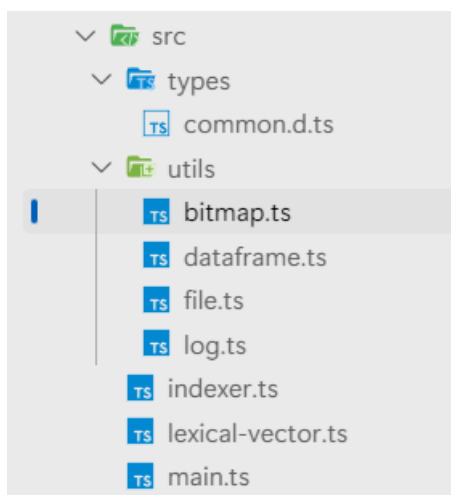 src
types
common.d.ts
utils
bitmap.ts
dataframe.ts
file.ts
log.ts
indexer.ts
lexical-vector.ts
main.ts